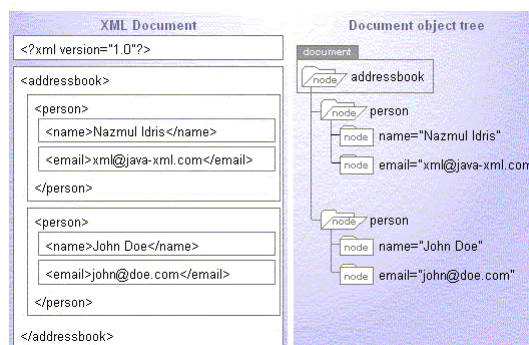 XML Document
<?xml version="1.0"?>
<addressbook>
<person>
<name>Nazmul Idris</name>
<email>xml@java-xml.com</email>
</person>
<person>
<name>John Doe</name>
<email>john@doe.com</email>
</person>
</addressbook>
Document object tree
document
node addressbook
node person
node name="Nazmul Idris"
node email="xml@java-xml.com
node person
node name="John Doe"
node email="john@doe.com"